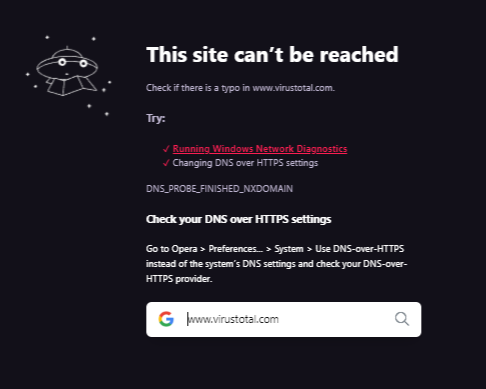 This site can’t be reached
Check if there is a typo in www.virustotal.com.
Try:
✓ Running Windows Network Diagnostics
✓ Changing DNS over HTTPS settings
DNS_PROBE_FINISHED_NXDOMAIN
Check your DNS over HTTPS settings
Go to Opera > Preferences... > System > Use DNS-over-HTTPS
instead of the system’s DNS settings and check your DNS-over-
HTTPS provider.
www.virustotal.com